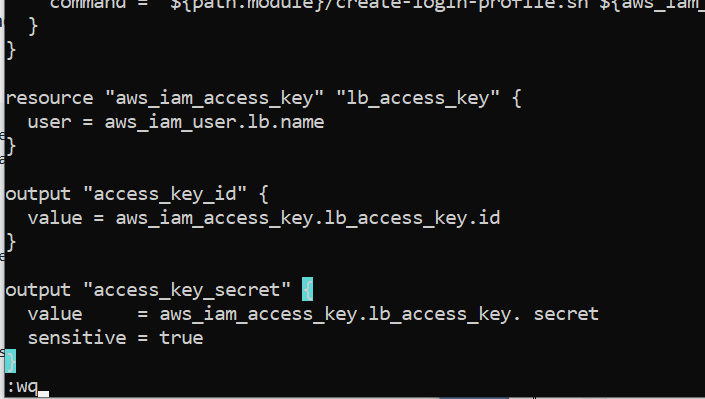 command = "${path.module}/create-login-profile.sh ${aws_iam_
  }
}

resource "aws_iam_access_key" "lb_access_key" {
  user = aws_iam_user.lb.name
}

output "access_key_id" {
  value = aws_iam_access_key.lb_access_key.id
}

output "access_key_secret" {
  value     = aws_iam_access_key.lb_access_key. secret
  sensitive = true
}
:wq